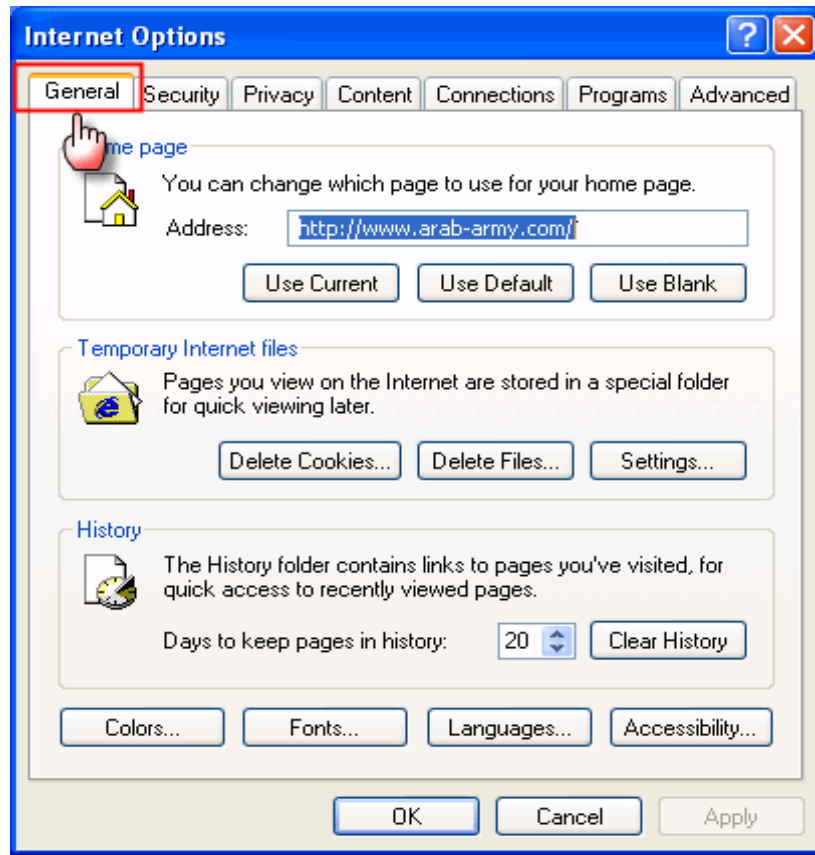 Internet Options
General Security Privacy Content Connections Programs Advanced
me page
You can change which page to use for your home page.
Address: http://www.arab-army.com/
Use Current Use Default Use Blank
Temporary Internet files
Pages you view on the Internet are stored in a special folder
for quick viewing later.
Delete Cookies... Delete Files... Settings...
History
The History folder contains links to pages you've visited, for
quick access to recently viewed pages.
Days to keep pages in history: 20 Clear History
Colors... Fonts... Languages... Accessibility...
OK Cancel Apply